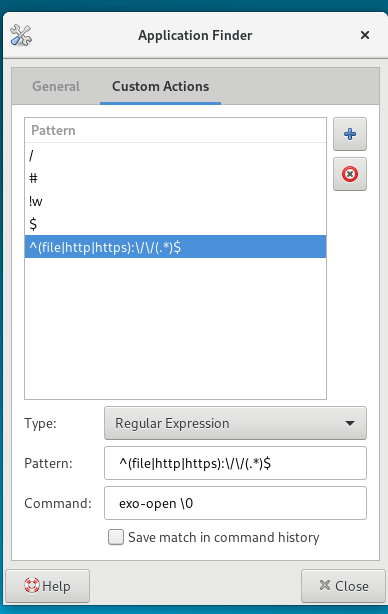 Application Finder
General
Custom Actions
Pattern
/
#
!w
$
^(file|http|https):\/\/(.*)$
Type:
Regular Expression
Pattern:
^(file|http|https):\/\/(.*)$
Command:
exo-open \0
Save match in command history
Help
Close